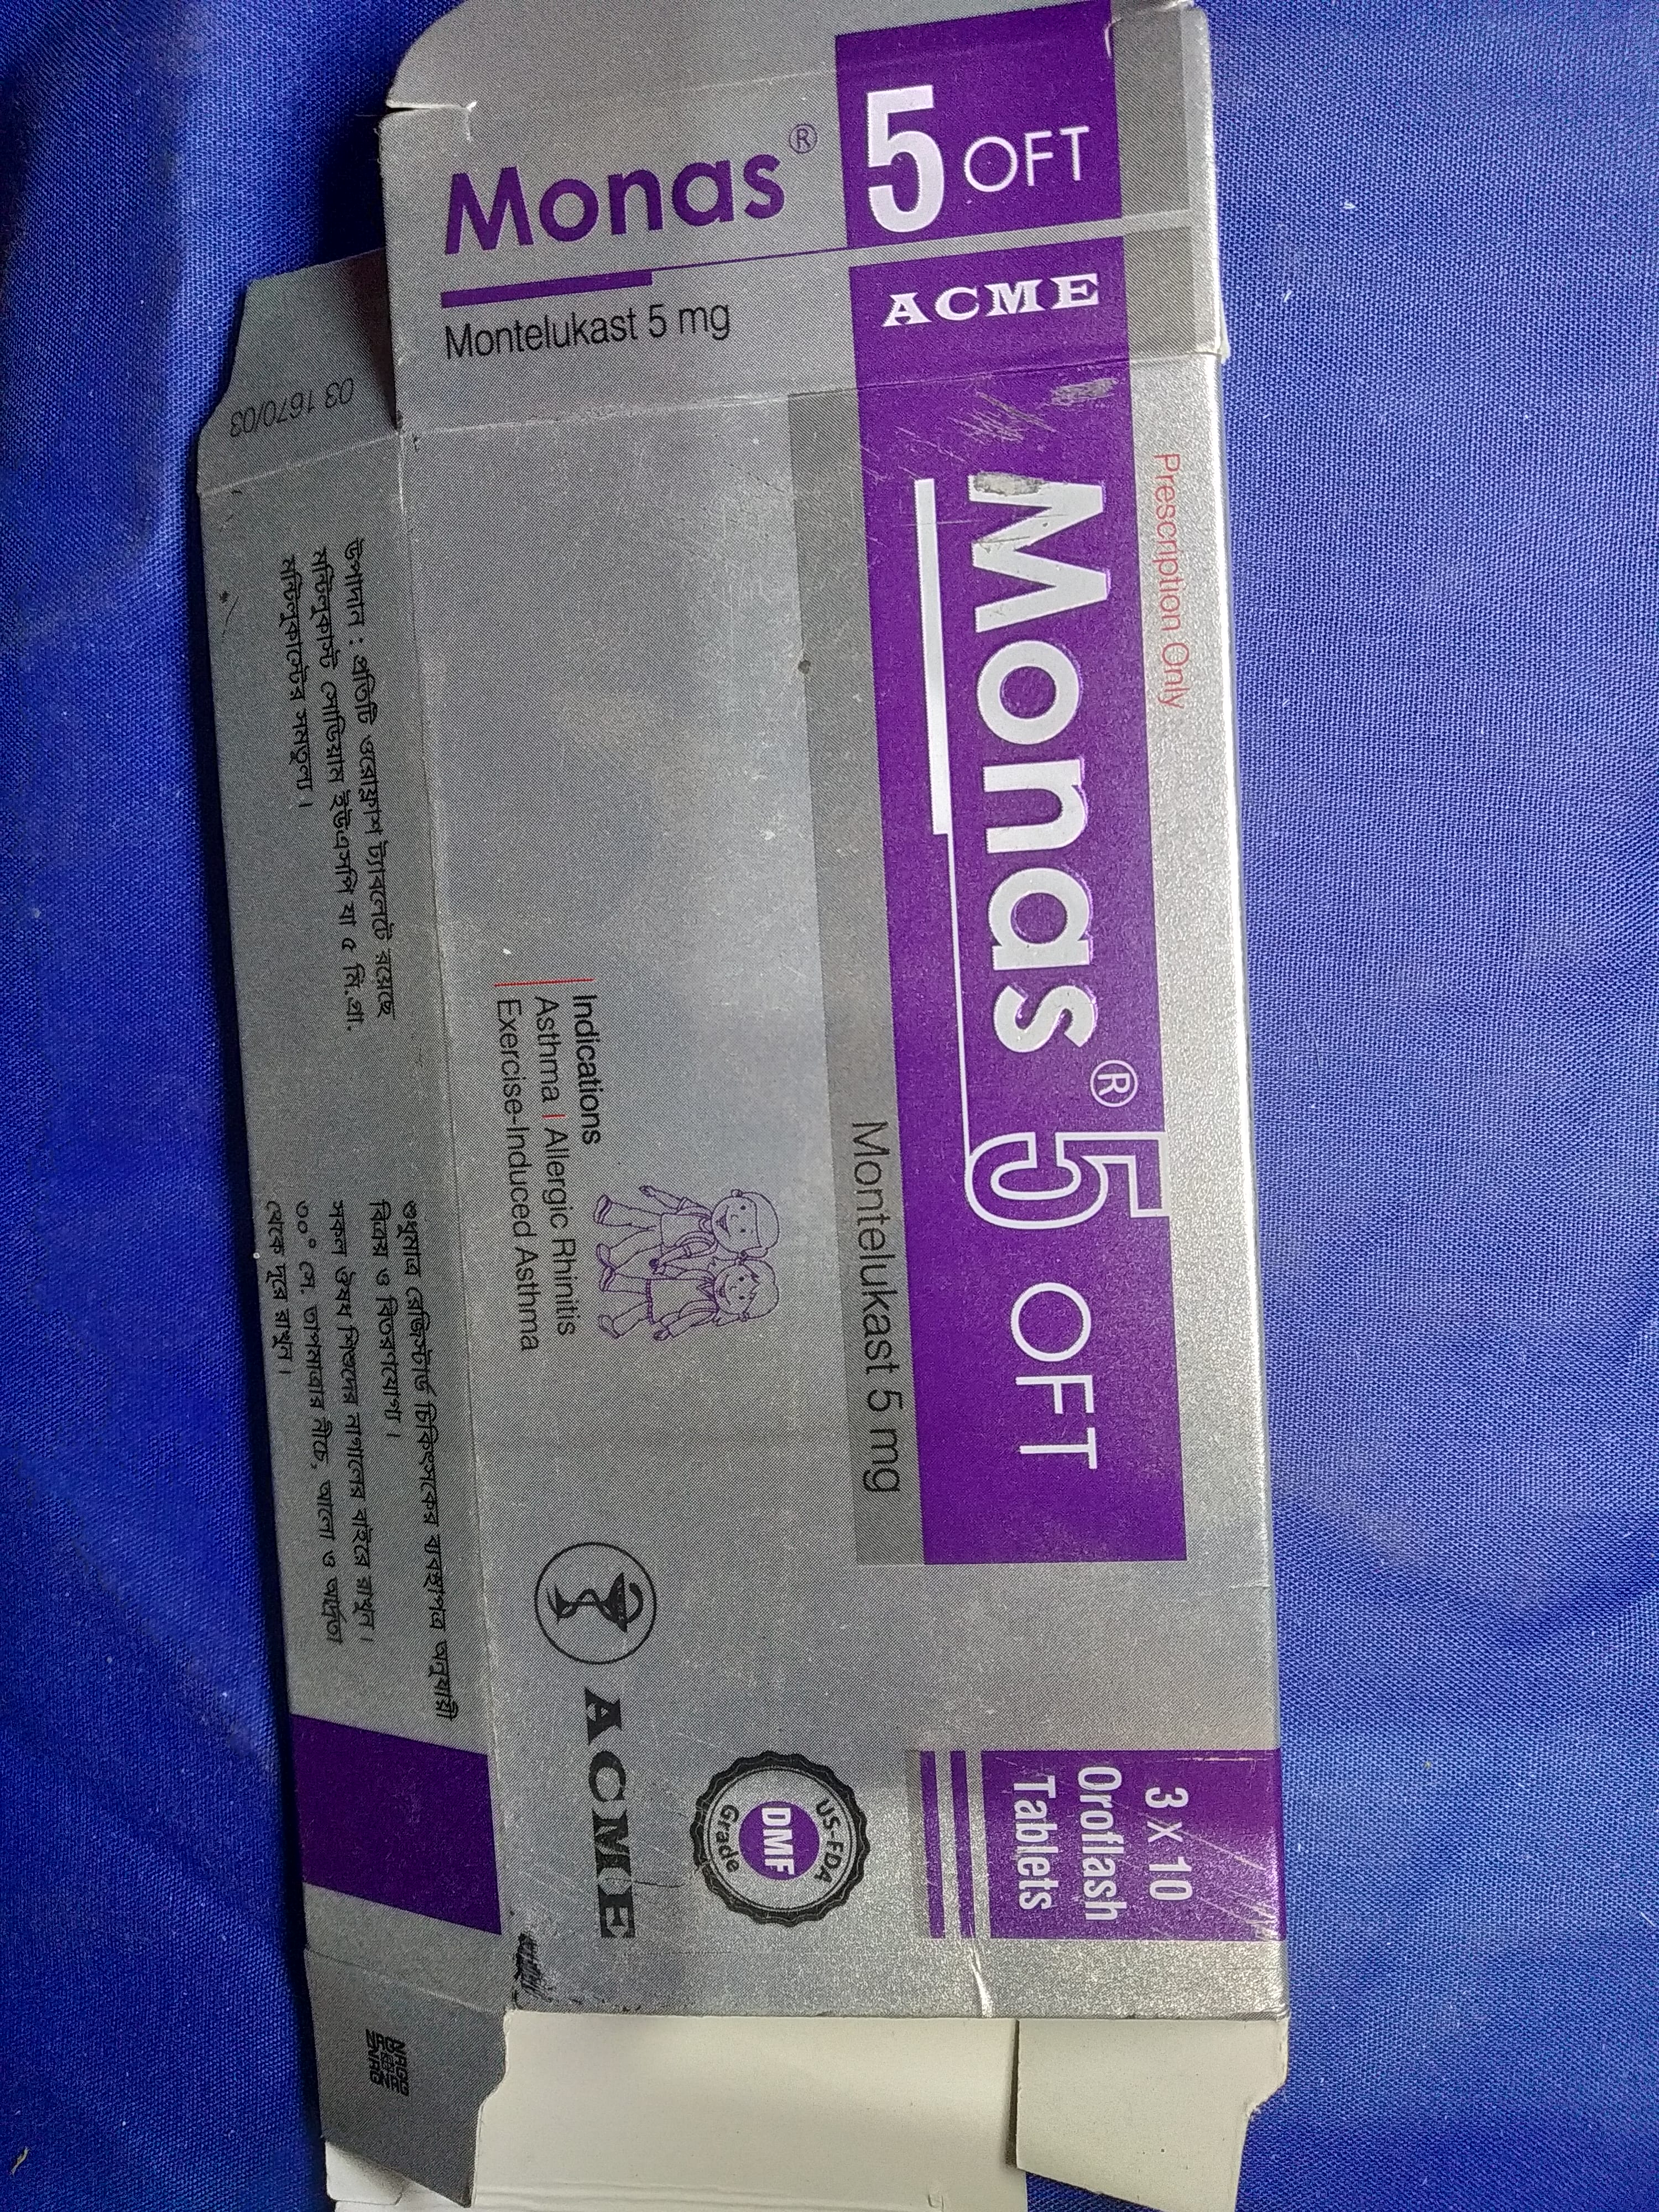 Monas®
5 OFT
Montelukast 5 mg
ACME
03 1670/03
Prescription Only
Monas® 5 OFT
Montelukast 5 mg
Indications
Asthma | Allergic Rhinitis
Exercise-Induced Asthma
ACME
US-FDA
DMF
Grade
3 X 10
Oroflash
Tablets
উপাদান : প্রতিটি ওরোফ্লাশ ট্যাবলেটে রয়েছে
মন্টিলুকাস্ট সোডিয়াম ইউএসপি যা ৫ মি.গ্রা.
মন্টিলুকাস্টের সমতুল্য।
শুধুমাত্র রেজিস্টার্ড চিকিৎসকের ব্যবস্থাপত্র অনুযায়ী
বিক্রয় ও বিতরণযোগ্য।
সকল ঔষধ শিশুদের নাগালের বাইরে রাখুন।
৩০° সে. তাপমাত্রার নীচে, আলো ও আর্দ্রতা
থেকে দূরে রাখুন।